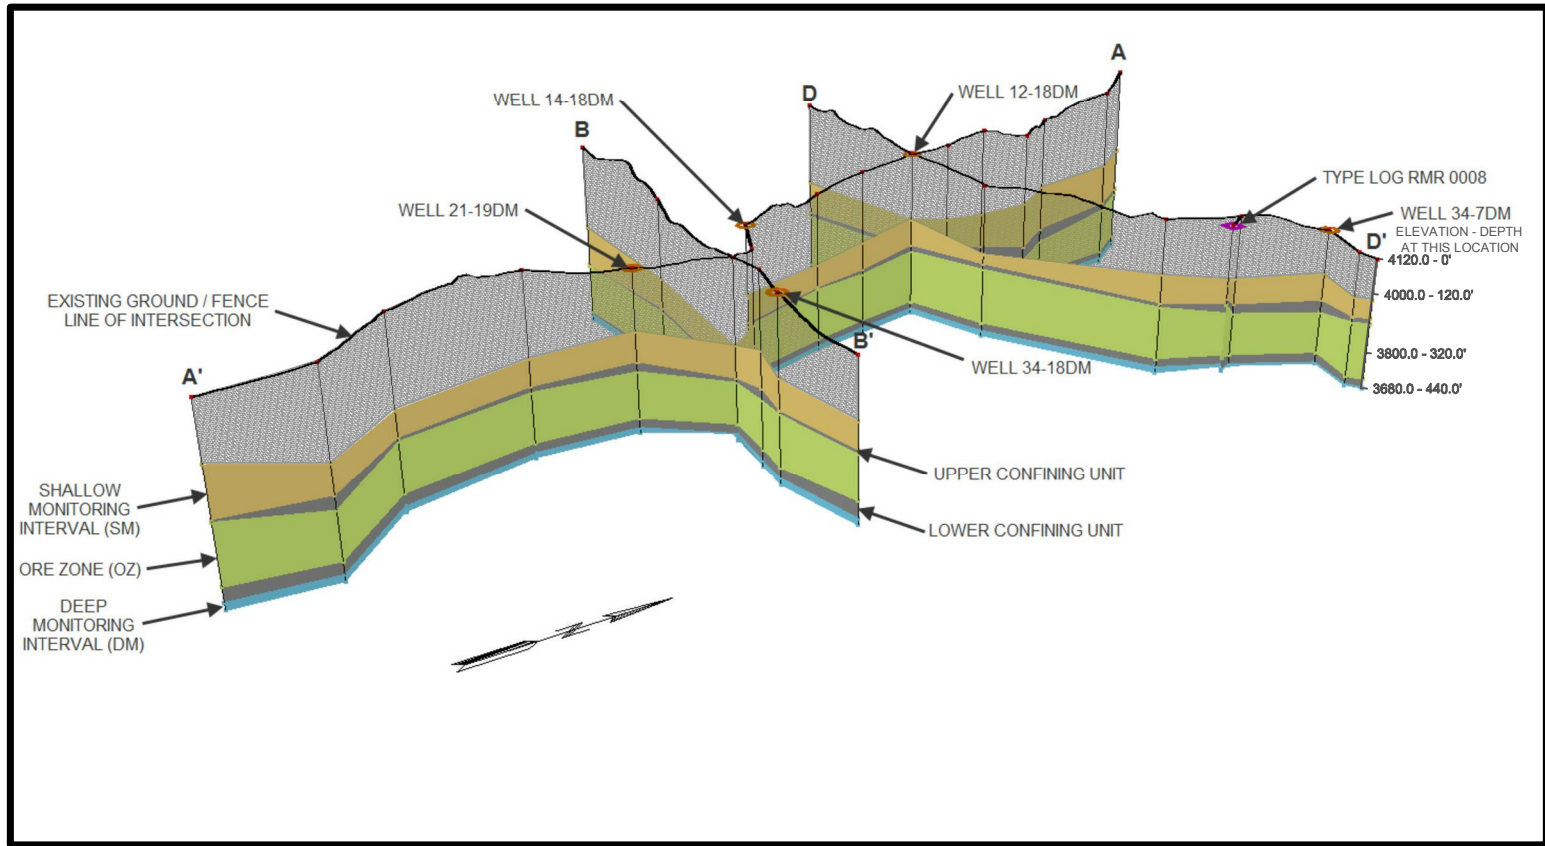 A
D
WELL 12-18DM
WELL 14-18DM
B
TYPE LOG RMR 0008
WELL 21-19DM
WELL 34-7DM
ELEVATION - DEPTH
AT THIS LOCATION
D'
4120.0 - 0'
4000.0 - 120.0'
EXISTING GROUND / FENCE
LINE OF INTERSECTION
B'
3800.0 - 320.0'
WELL 34-18DM
A'
3680.0 - 440.0'
UPPER CONFINING UNIT
SHALLOW
MONITORING
INTERVAL (SM)
LOWER CONFINING UNIT
ORE ZONE (OZ)
DEEP
MONITORING
INTERVAL (DM)
N